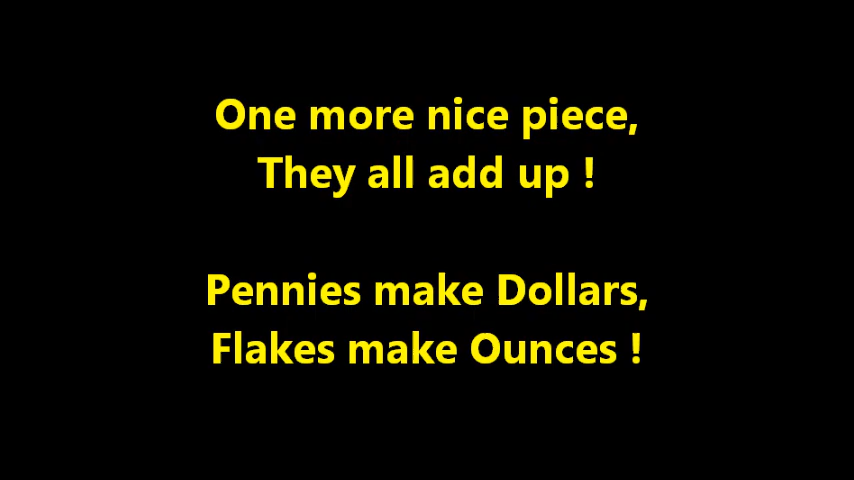 One more nice piece,
They all add up !
Pennies make Dollars,
Flakes make Ounces !